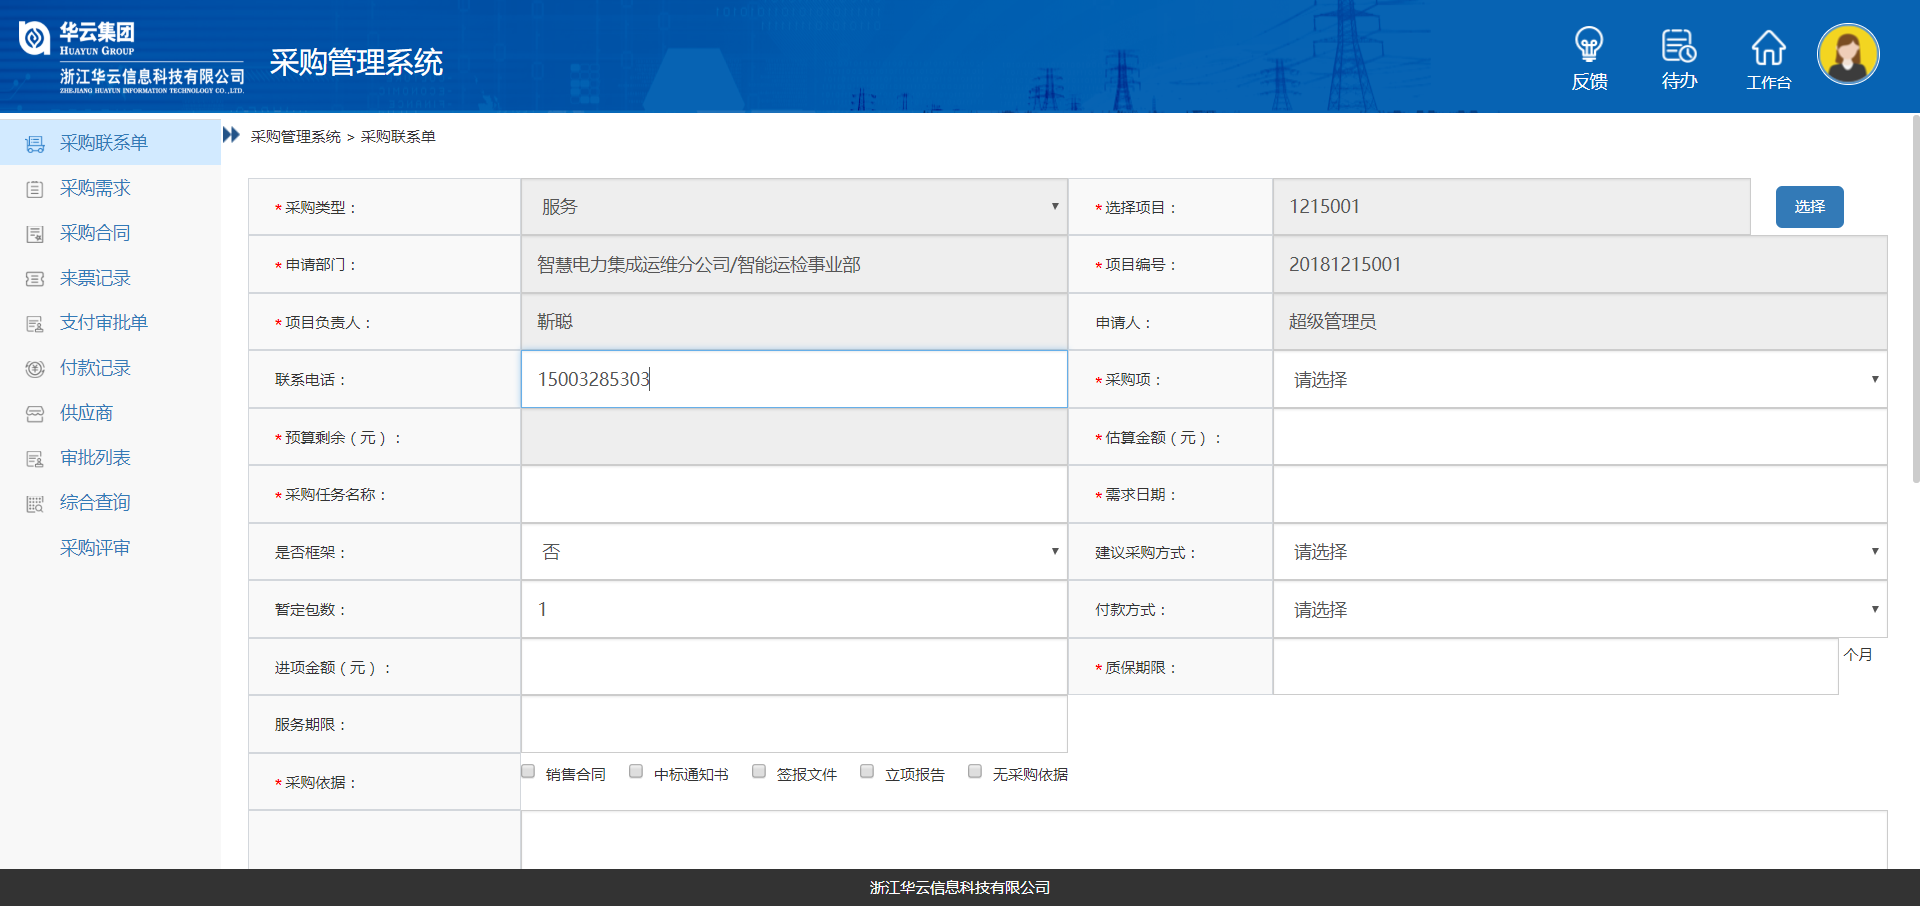 华云集团
HUAYUN GROUP
浙江华云信息科技有限公司
ZHEJIANG HUAYUN INFORMATION TECHNOLOGY CO.,LTD.
采购管理系统
反馈
待办
工作台
采购联系单
采购需求
采购合同
来票记录
支付审批单
付款记录
供应商
审批列表
综合查询
采购评审
采购管理系统 > 采购联系单
*采购类型： 服务 *选择项目： 1215001 选择
*申请部门： 智慧电力集成运维分公司/智能运检事业部 *项目编号： 20181215001
*项目负责人： 靳聪 申请人： 超级管理员
联系电话： 15003285303 *采购项： 请选择
*预算剩余（元）： *估算金额（元）：
*采购任务名称： *需求日期：
是否框架： 否 建议采购方式： 请选择
暂定包数： 1 付款方式： 请选择
进项金额（元）： *质保期限： 个月
服务期限：
*采购依据： 销售合同 中标通知书 签报文件 立项报告 无采购依据
浙江华云信息科技有限公司